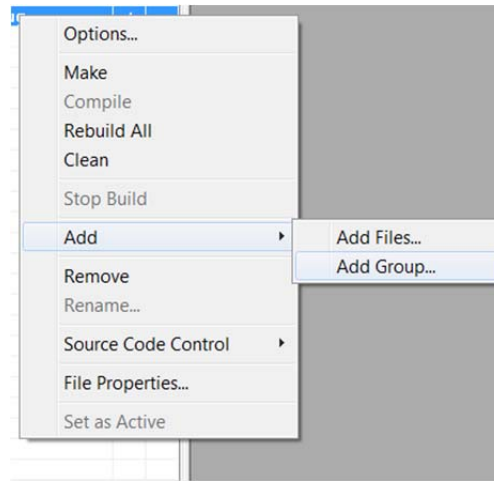 Options...
Make
Compile
Rebuild All
Clean
Stop Build
Add
Add Files...
Add Group...
Remove
Rename...
Source Code Control
File Properties...
Set as Active